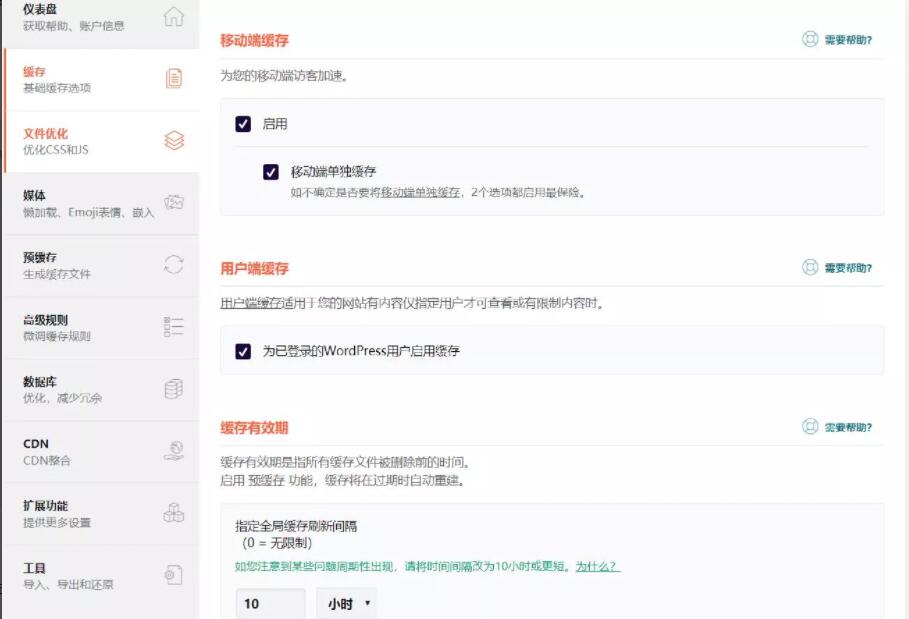 仪表盘
获取帮助、账户信息
缓存
基础缓存选项
文件优化
优化CSS和JS
媒体
懒加载、Emoji表情、嵌入
预缓存
生成缓存文件
高级规则
微调缓存规则
数据库
优化，减少冗余
CDN
CDN整合
扩展功能
提供更多设置
工具
导入、导出和还原
移动端缓存
需要帮助?
为您的移动端访客加速。
启用
移动端单独缓存
如不确定是否要将移动端单独缓存，2个选项都启用最保险。
用户端缓存
需要帮助?
用户端缓存适用于您的网站有内容仅指定用户才可查看或有限制内容时。
为已登录的WordPress用户启用缓存
缓存有效期
需要帮助?
缓存有效期是指所有缓存文件被删除前的时间。
启用 预缓存 功能，缓存将在过期时自动重建。
指定全局缓存刷新间隔
（0 = 无限制）
如您注意到某些问题周期性出现，请将时间间隔改为10小时或更短。为什么？
10 小时